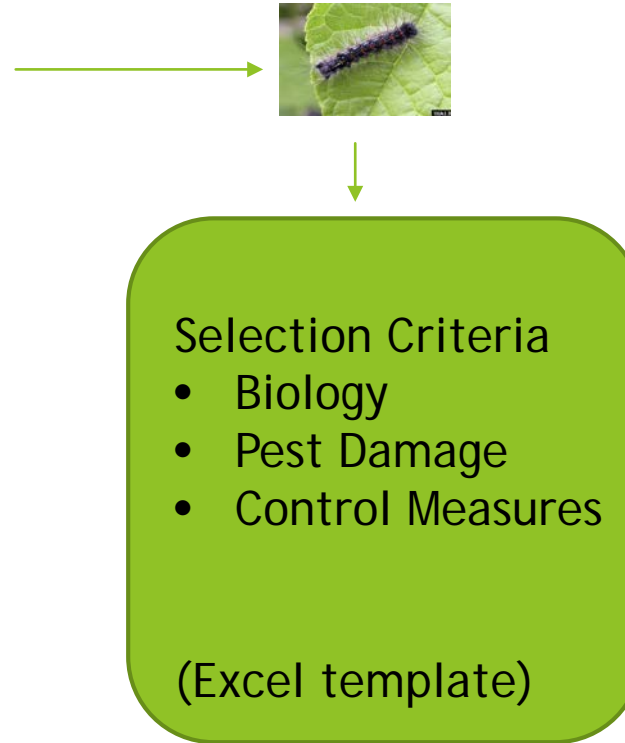 Selection Criteria
• Biology
• Pest Damage
• Control Measures
(Excel template)